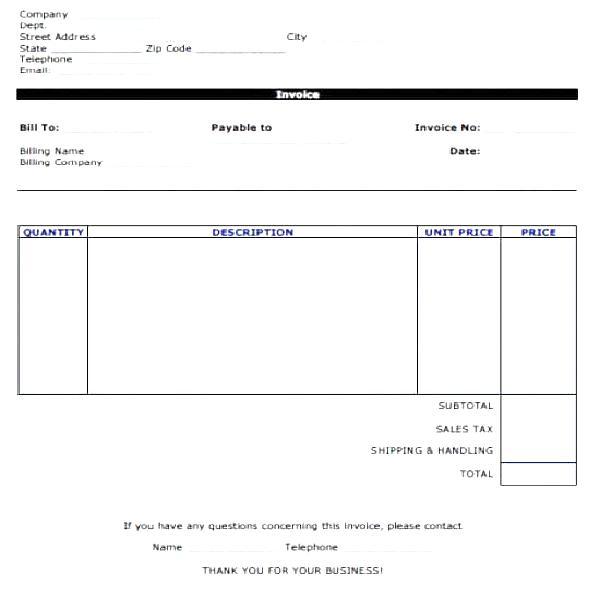 Company
Dept.
Street Address City
State ______________ Zip Code ______________
Telephone
Email:
Invoice
Bill To: Payable to Invoice No:
Billing Name Date:
Billing Company
QUANTITY DESCRIPTION UNIT PRICE PRICE
SUBTOTAL
SALES TAX
SHIPPING & HANDLING
TOTAL
If you have any questions concerning this invoice, please contact
Name Telephone
THANK YOU FOR YOUR BUSINESS!